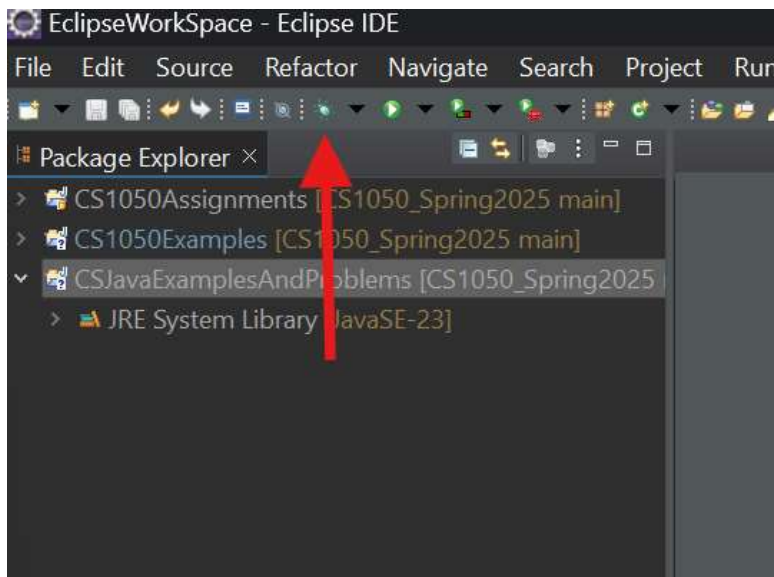 EclipseWorkSpace - Eclipse IDE
File Edit Source Refactor Navigate Search Project Run
Package Explorer ×
CS1050Assignments [CS1050_Spring2025 main]
CS1050Examples [CS1050_Spring2025 main]
CSJavaExamplesAndProblems [CS1050_Spring2025
JRE System Library [JavaSE-23]